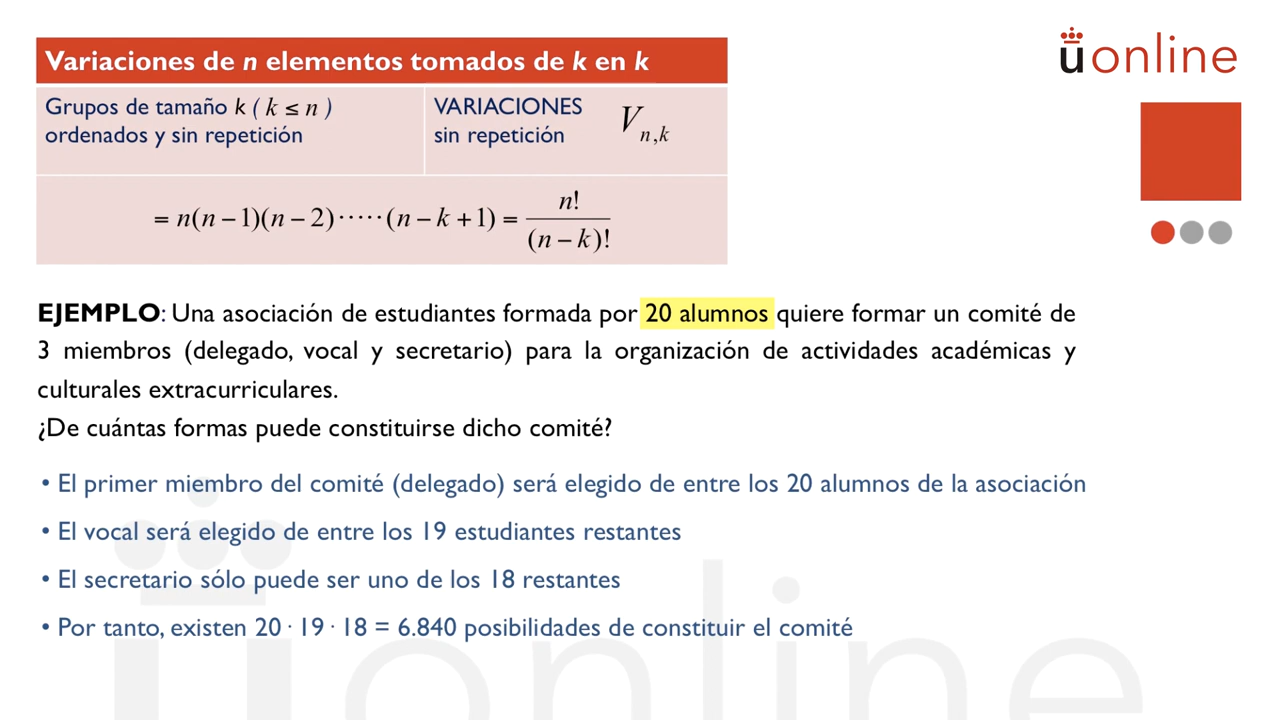 Variaciones de n elementos tomados de k en k
üonline
Grupos de tamaño k ( k ≤ n )
ordenados y sin repetición
VARIACIONES
sin repetición
V_{n,k}
= n(n − 1)(n − 2)·····(n − k + 1) = n! / (n − k)!
EJEMPLO: Una asociación de estudiantes formada por 20 alumnos quiere formar un comité de
3 miembros (delegado, vocal y secretario) para la organización de actividades académicas y
culturales extracurriculares.
¿De cuántas formas puede constituirse dicho comité?
• El primer miembro del comité (delegado) será elegido de entre los 20 alumnos de la asociación
• El vocal será elegido de entre los 19 estudiantes restantes
• El secretario sólo puede ser uno de los 18 restantes
• Por tanto, existen 20 · 19 · 18 = 6.840 posibilidades de constituir el comité
üonline